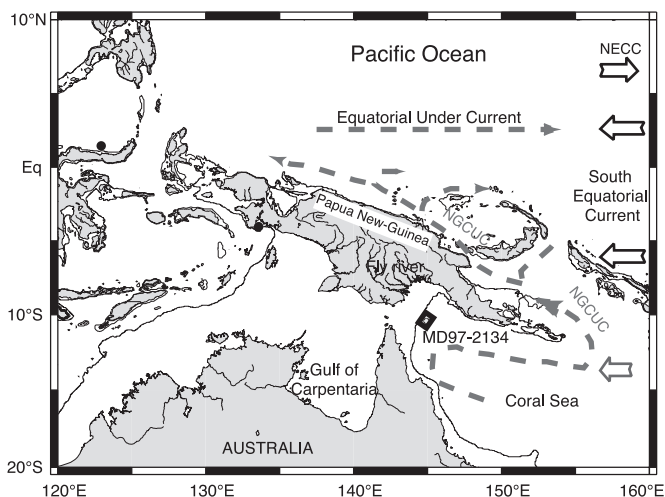 10°N
Pacific Ocean
NECC
Equatorial Under Current
Eq
South
Equatorial
Current
Papua New-Guinea
NGCUC
Fly river
NGCUC
10°S
MD97-2134
Gulf of
Carpentaria
Coral Sea
AUSTRALIA
20°S
120°E
130°E
140°E
150°E
160°E